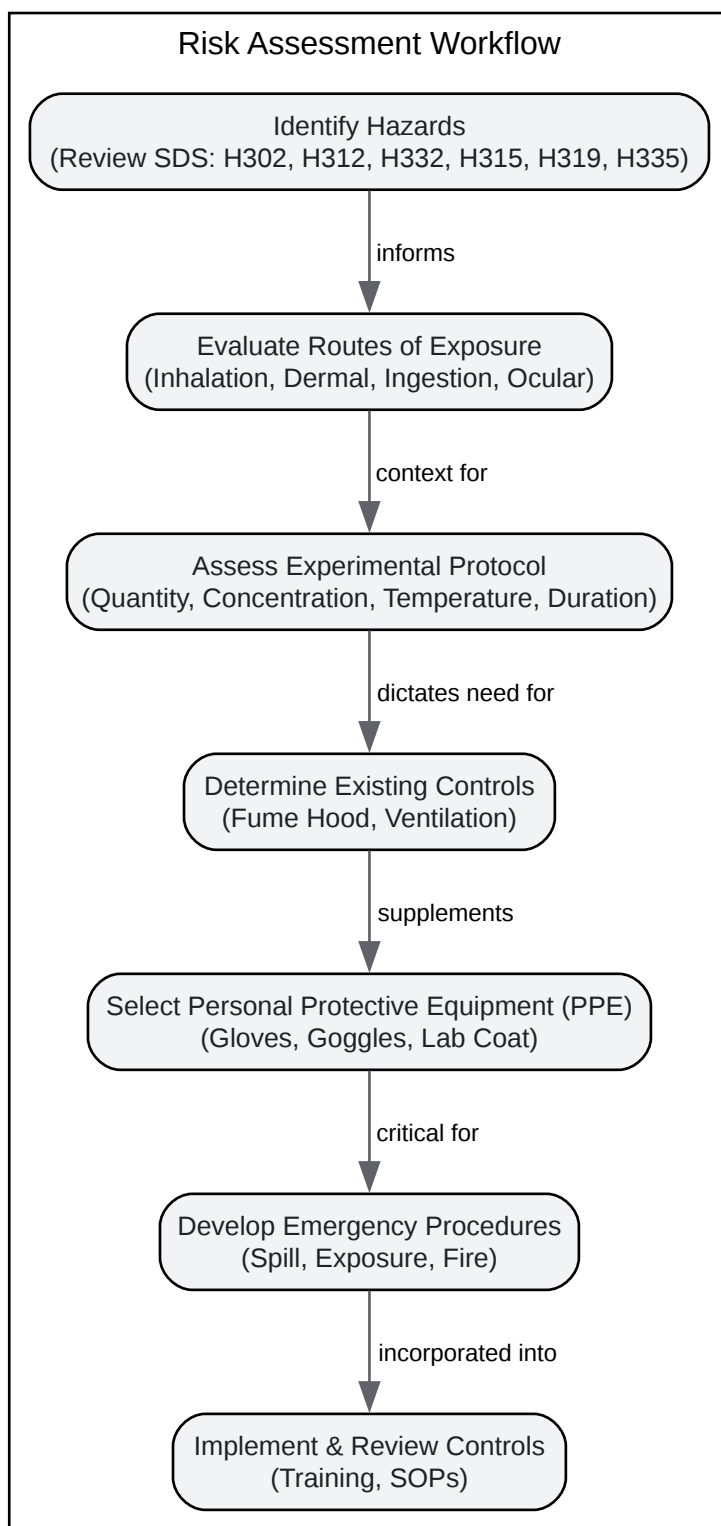 Risk Assessment Workflow
Identify Hazards
(Review SDS: H302, H312, H332, H315, H319, H335)
informs
Evaluate Routes of Exposure
(Inhalation, Dermal, Ingestion, Ocular)
context for
Assess Experimental Protocol
(Quantity, Concentration, Temperature, Duration)
dictates need for
Determine Existing Controls
(Fume Hood, Ventilation)
supplements
Select Personal Protective Equipment (PPE)
(Gloves, Goggles, Lab Coat)
critical for
Develop Emergency Procedures
(Spill, Exposure, Fire)
incorporated into
Implement & Review Controls
(Training, SOPs)